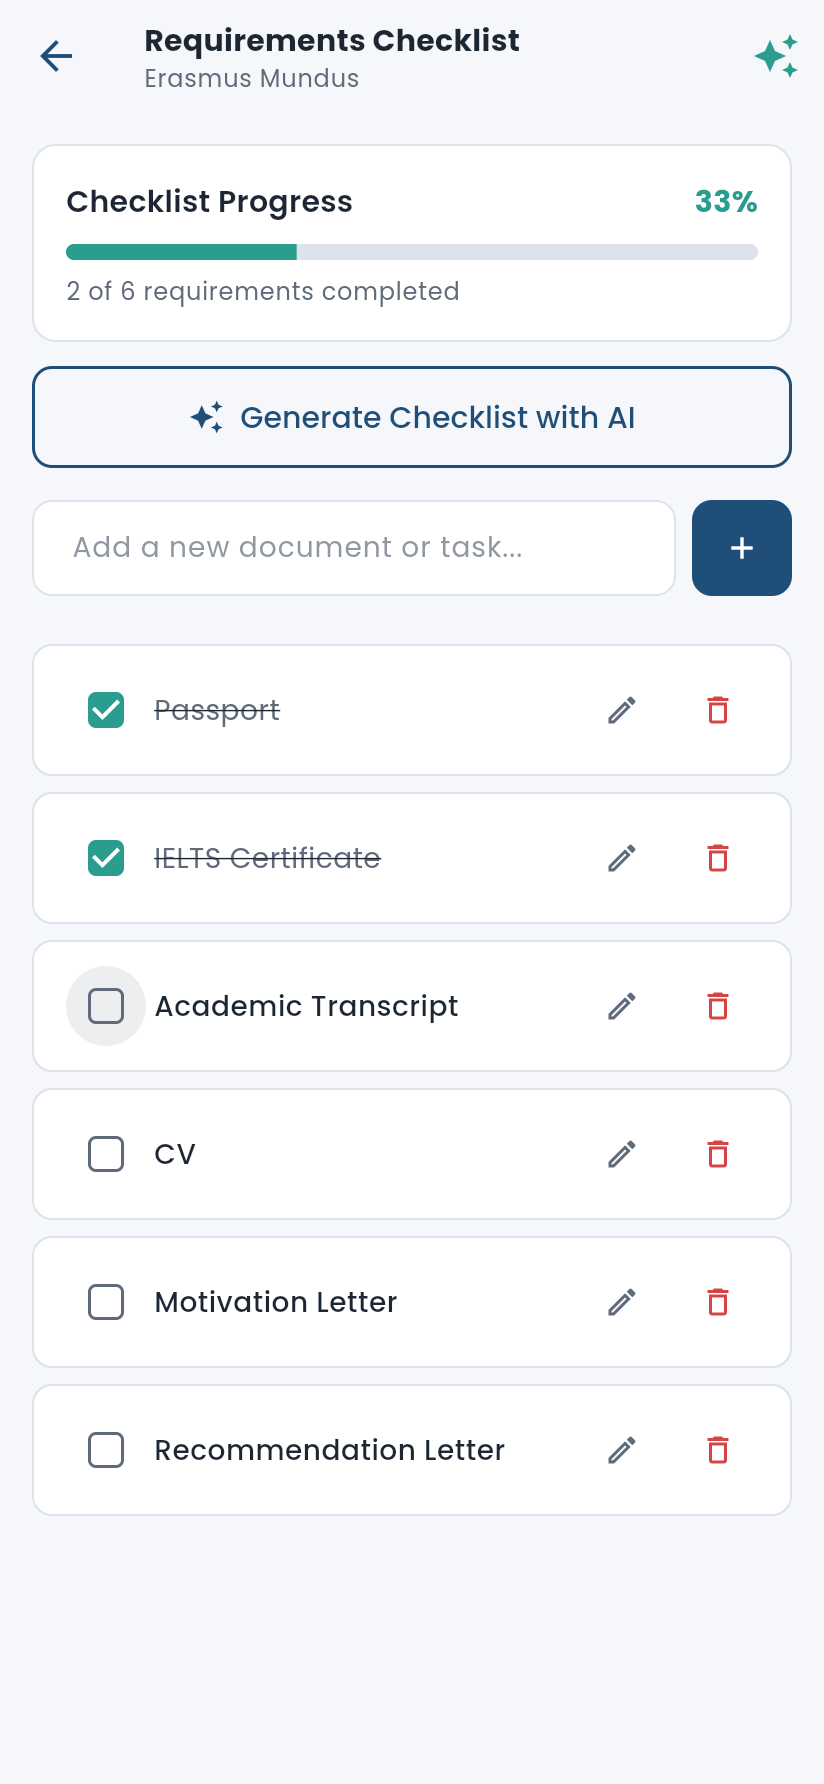 Requirements Checklist
Erasmus Mundus
Checklist Progress 33%
2 of 6 requirements completed
Generate Checklist with AI
Add a new document or task...
Passport
IELTS Certificate
Academic Transcript
CV
Motivation Letter
Recommendation Letter